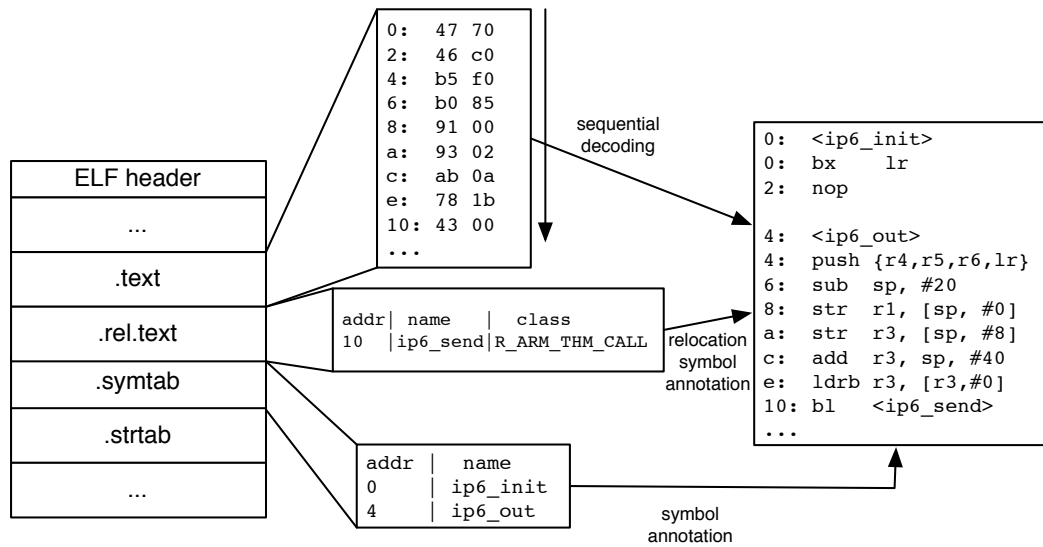 ELF header
...
.text
.rel.text
.symtab
.strtab
...
0: 47 70
2: 46 c0
4: b5 f0
6: b0 85
8: 91 00
a: 93 02
c: ab 0a
e: 78 1b
10: 43 00
...
sequential
decoding
addr| name | class
10 |ip6_send|R_ARM_THM_CALL
relocation
symbol
annotation
addr | name
0 | ip6_init
4 | ip6_out
symbol
annotation
0: <ip6_init>
0: bx lr
2: nop
4: <ip6_out>
4: push {r4,r5,r6,lr}
6: sub sp, #20
8: str r1, [sp, #0]
a: str r3, [sp, #8]
c: add r3, sp, #40
e: ldrb r3, [r3,#0]
10: bl <ip6_send>
...